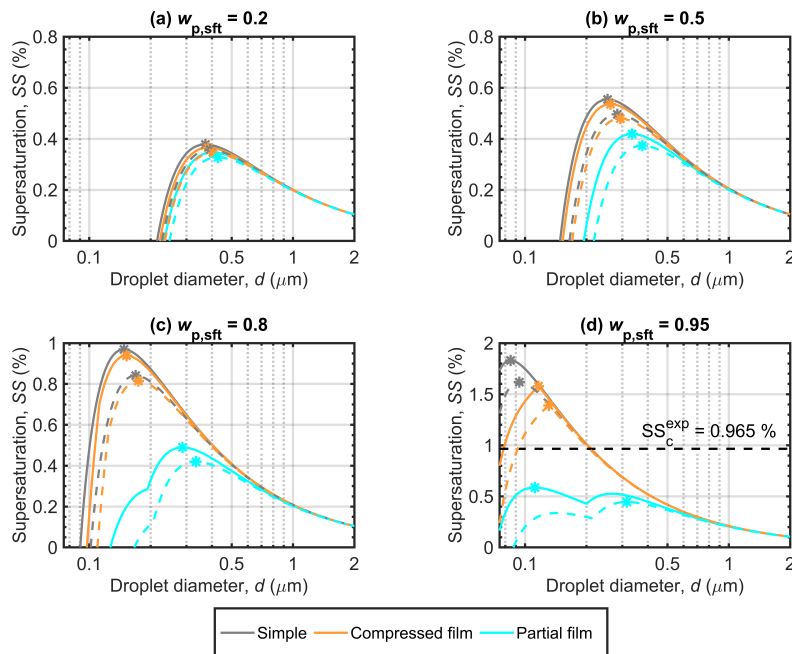 (a) w_p,sft = 0.2
Supersaturation, SS (%)
0.8
0.6
0.4
0.2
0
0.1 0.5 1 2
Droplet diameter, d (μm)
(b) w_p,sft = 0.5
Supersaturation, SS (%)
0.8
0.6
0.4
0.2
0
0.1 0.5 1 2
Droplet diameter, d (μm)
(c) w_p,sft = 0.8
Supersaturation, SS (%)
1
0.8
0.6
0.4
0.2
0
0.1 0.5 1 2
Droplet diameter, d (μm)
(d) w_p,sft = 0.95
Supersaturation, SS (%)
2
1.5
1
0.5
0
SS_c^exp = 0.965 %
0.1 0.5 1 2
Droplet diameter, d (μm)
Simple Compressed film Partial film